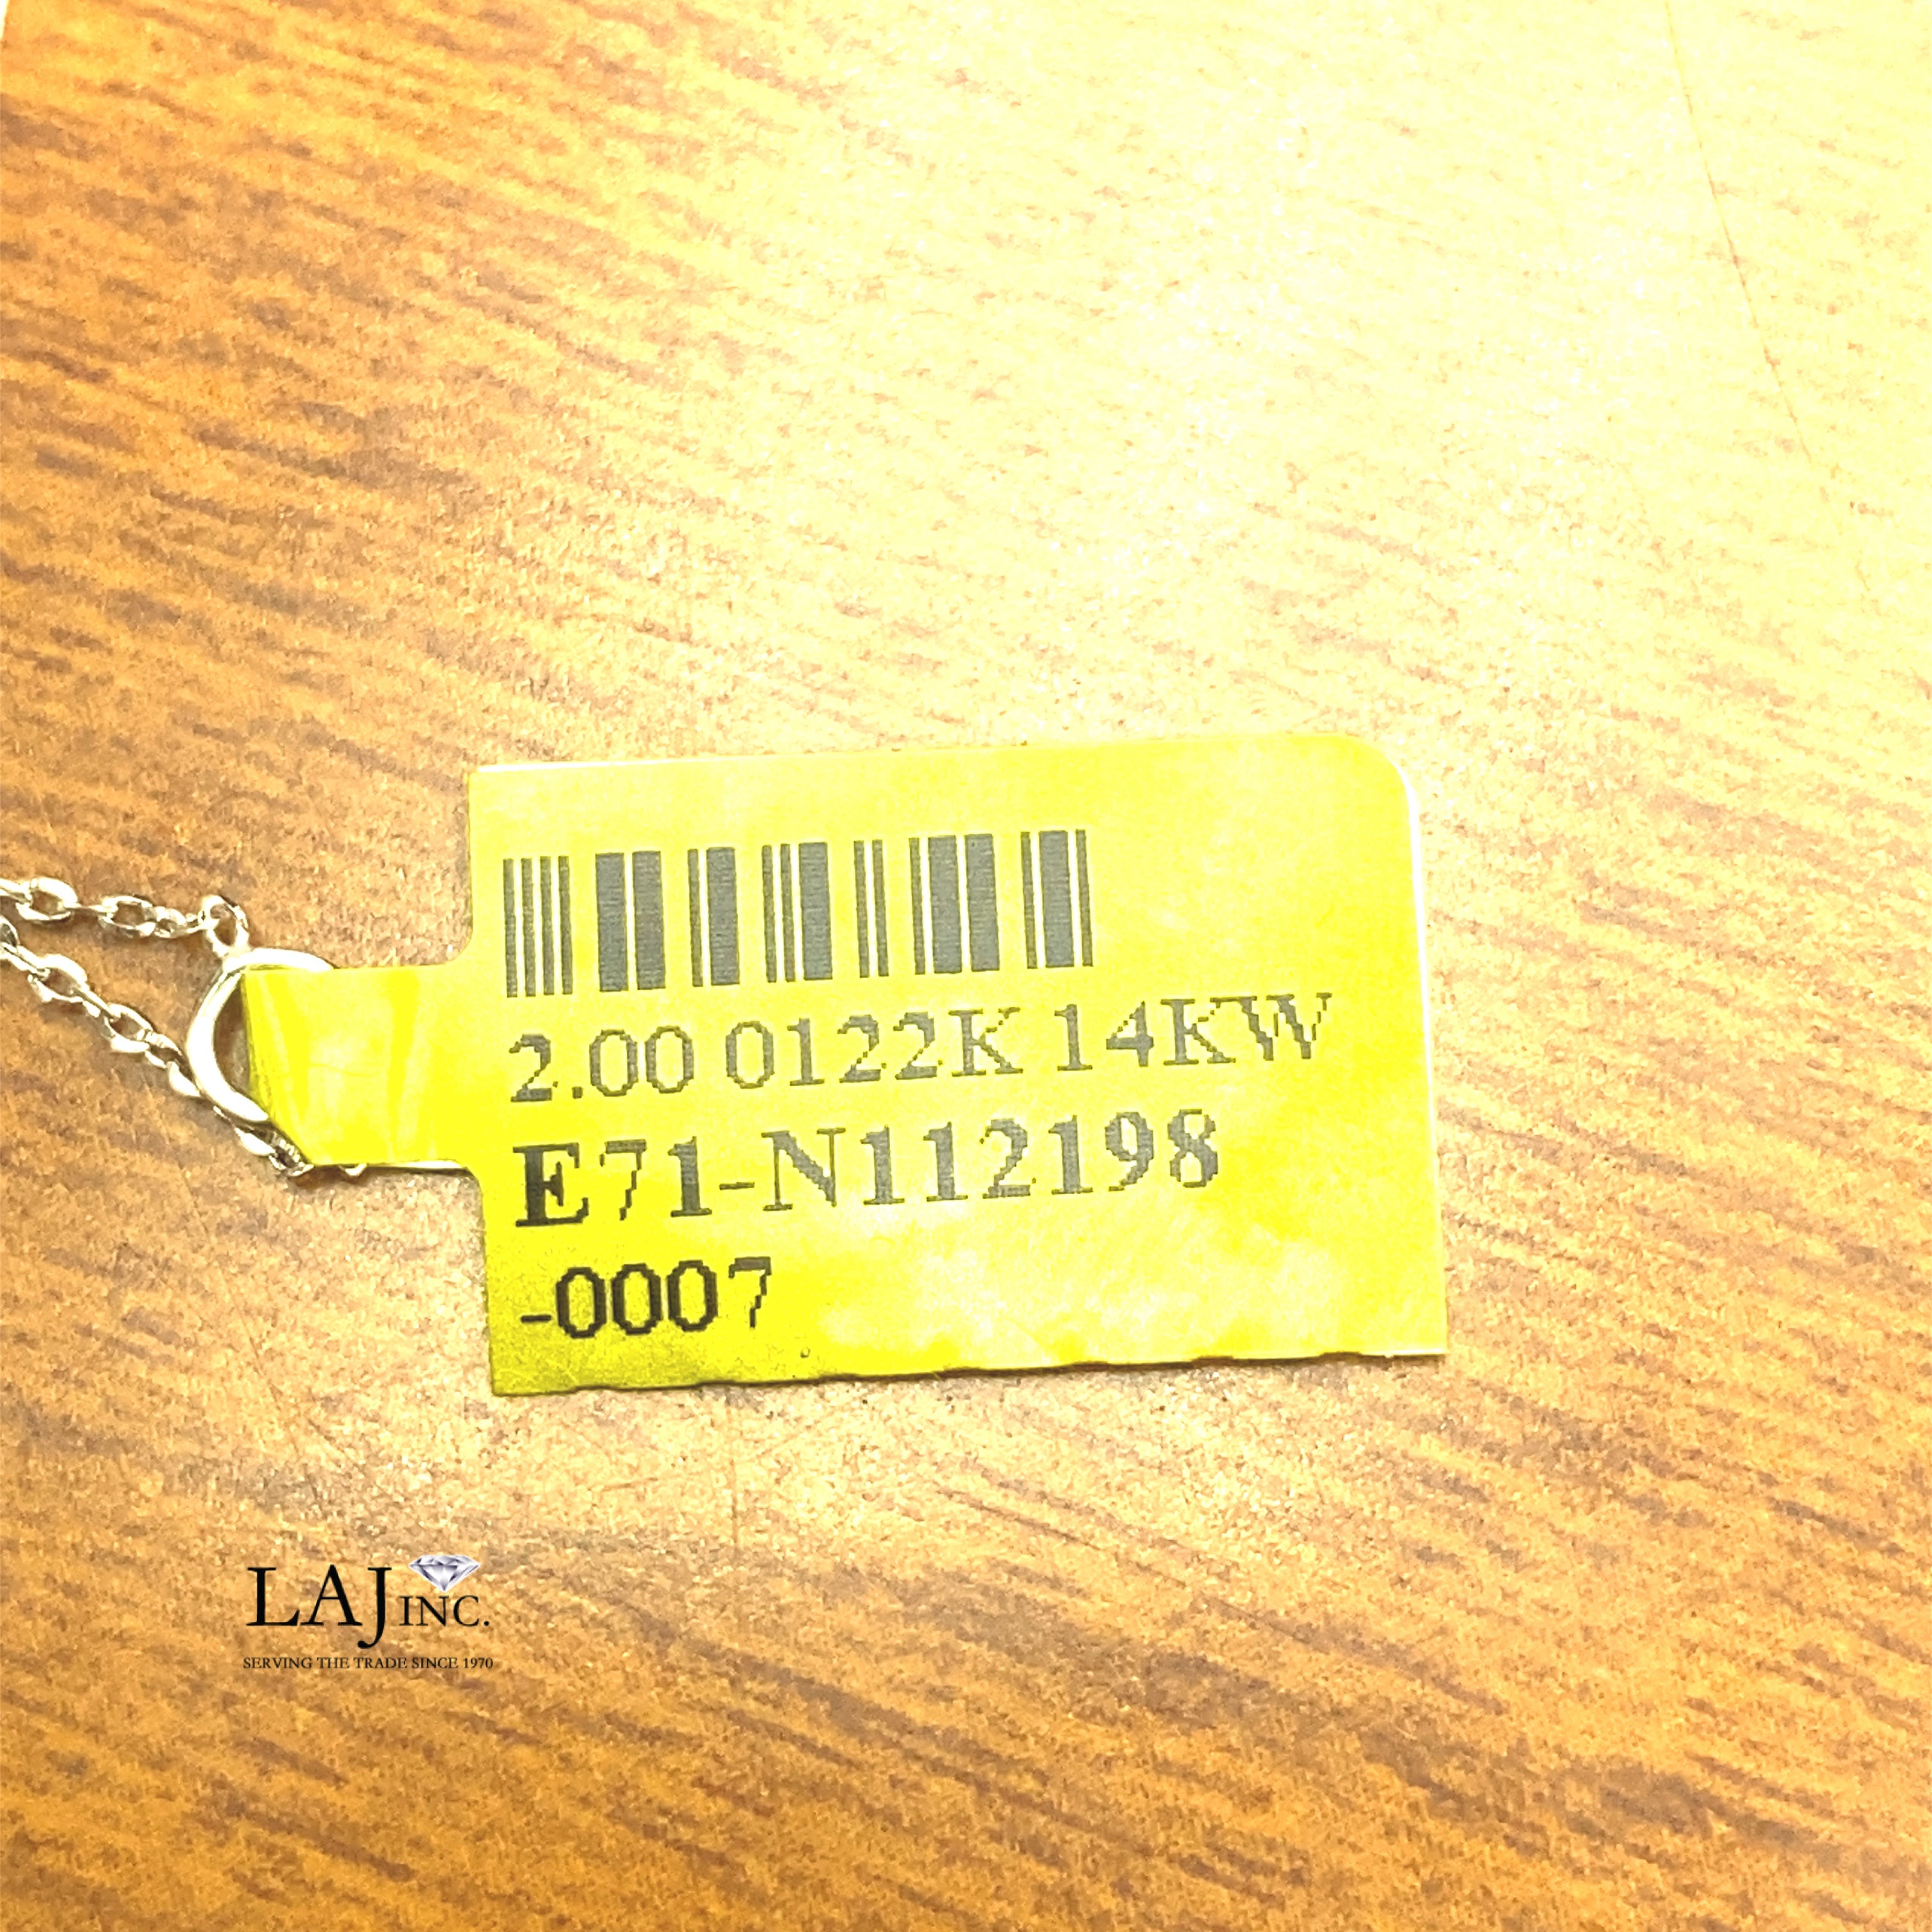 2.00 0122K 14KW
E71-N112198
-0007
LAJ INC.
SERVING THE TRADE SINCE 1970